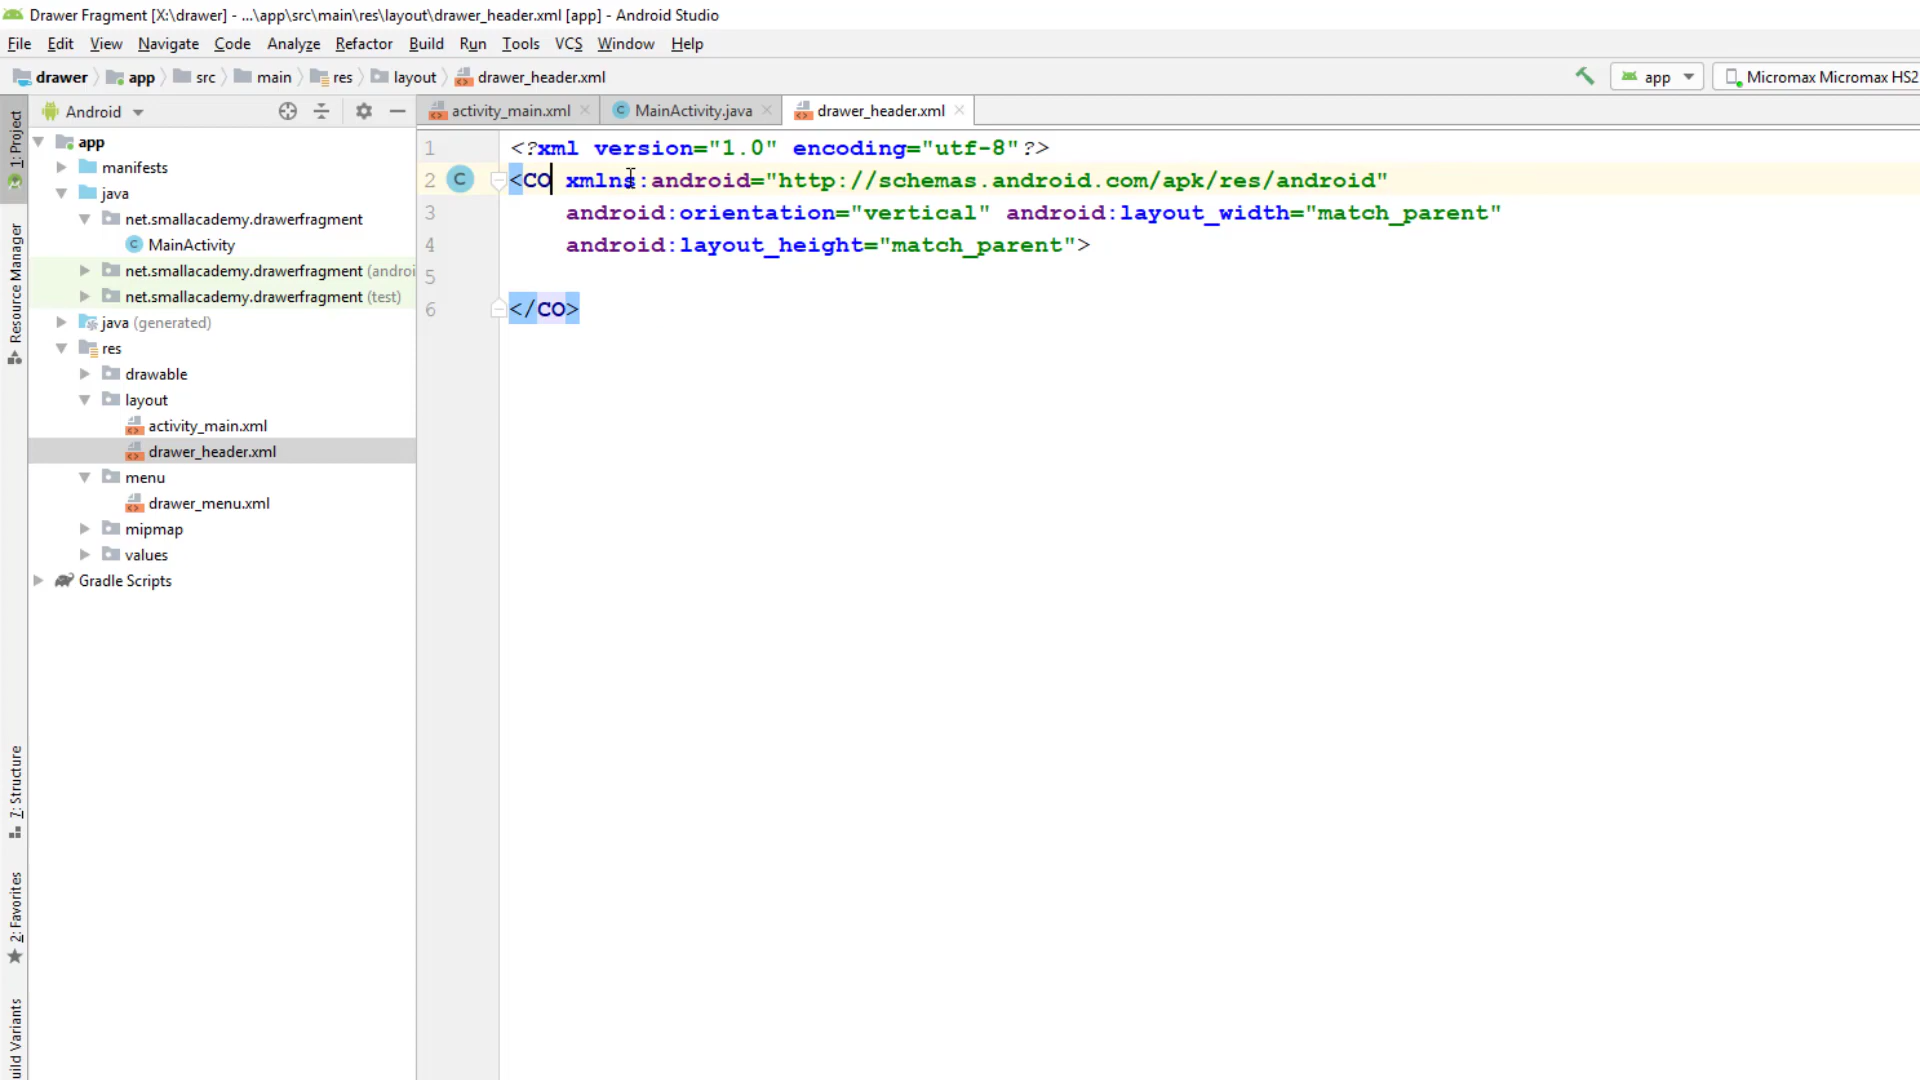 Drawer Fragment [X:\drawer] - ...\app\src\main\res\layout\drawer_header.xml [app] - Android Studio
File Edit View Navigate Code Analyze Refactor Build Run Tools VCS Window Help
drawer app src main res layout drawer_header.xml app Micromax Micromax HS2
Android
activity_main.xml MainActivity.java drawer_header.xml
1: Project
Resource Manager
7: Structure
2: Favorites
uild Variants
app
manifests
java
net.smallacademy.drawerfragment
MainActivity
net.smallacademy.drawerfragment (androi
net.smallacademy.drawerfragment (test)
java (generated)
res
drawable
layout
activity_main.xml
drawer_header.xml
menu
drawer_menu.xml
mipmap
values
Gradle Scripts
1 <?xml version="1.0" encoding="utf-8"?>
2 C <CO xmlns:android="http://schemas.android.com/apk/res/android"
3 android:orientation="vertical" android:layout_width="match_parent"
4 android:layout_height="match_parent">
5
6 </CO>